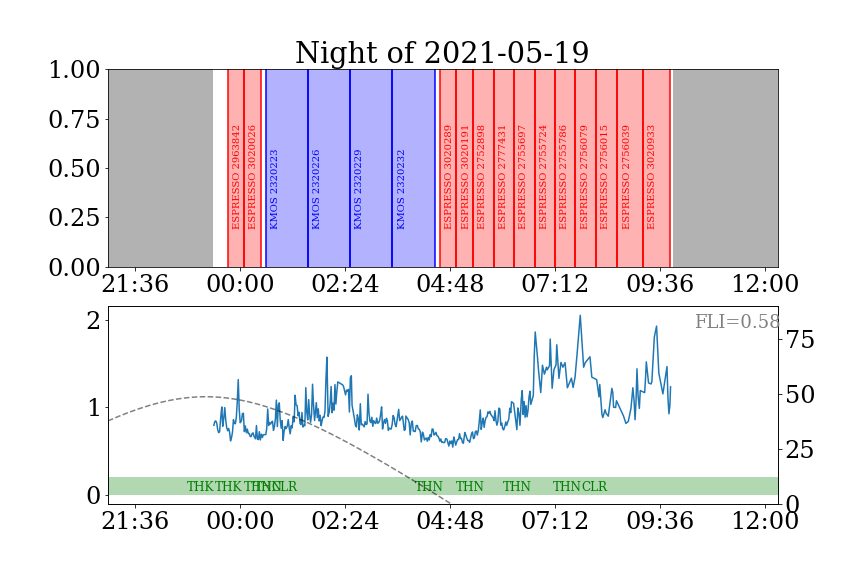 Night of 2021-05-19
1.00
0.75
0.50
0.25
0.00
ESPRESSO 2963842
ESPRESSO 3020026
KMOS 2320223
KMOS 2320226
KMOS 2320229
KMOS 2320232
ESPRESSO 3020289
ESPRESSO 3020191
ESPRESSO 2752898
ESPRESSO 2777431
ESPRESSO 2755697
ESPRESSO 2755724
ESPRESSO 2755786
ESPRESSO 2756079
ESPRESSO 2756015
ESPRESSO 2756039
ESPRESSO 3020933
21:36 00:00 02:24 04:48 07:12 09:36 12:00
FLI=0.58
2
1
0
75
50
25
0
THK THK THN THN CLR THN THN THN THN CLR
21:36 00:00 02:24 04:48 07:12 09:36 12:00